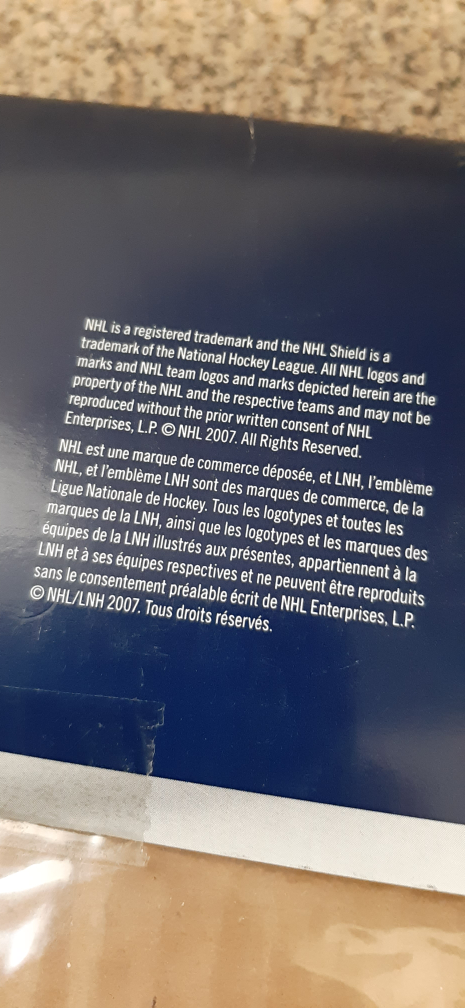 NHL is a registered trademark and the NHL Shield is a
trademark of the National Hockey League. All NHL logos and
marks and NHL team logos and marks depicted herein are the
property of the NHL and the respective teams and may not be
reproduced without the prior written consent of NHL
Enterprises, L.P. © NHL 2007. All Rights Reserved.
NHL est une marque de commerce déposée, et LNH, l'emblème
NHL, et l'emblème LNH sont des marques de commerce, de la
Ligue Nationale de Hockey. Tous les logotypes et toutes les
marques de la LNH, ainsi que les logotypes et les marques des
équipes de la LNH illustrés aux présentes, appartiennent à la
LNH et à ses équipes respectives et ne peuvent être reproduits
sans le consentement préalable écrit de NHL Enterprises, L.P.
© NHL/LNH 2007. Tous droits réservés.